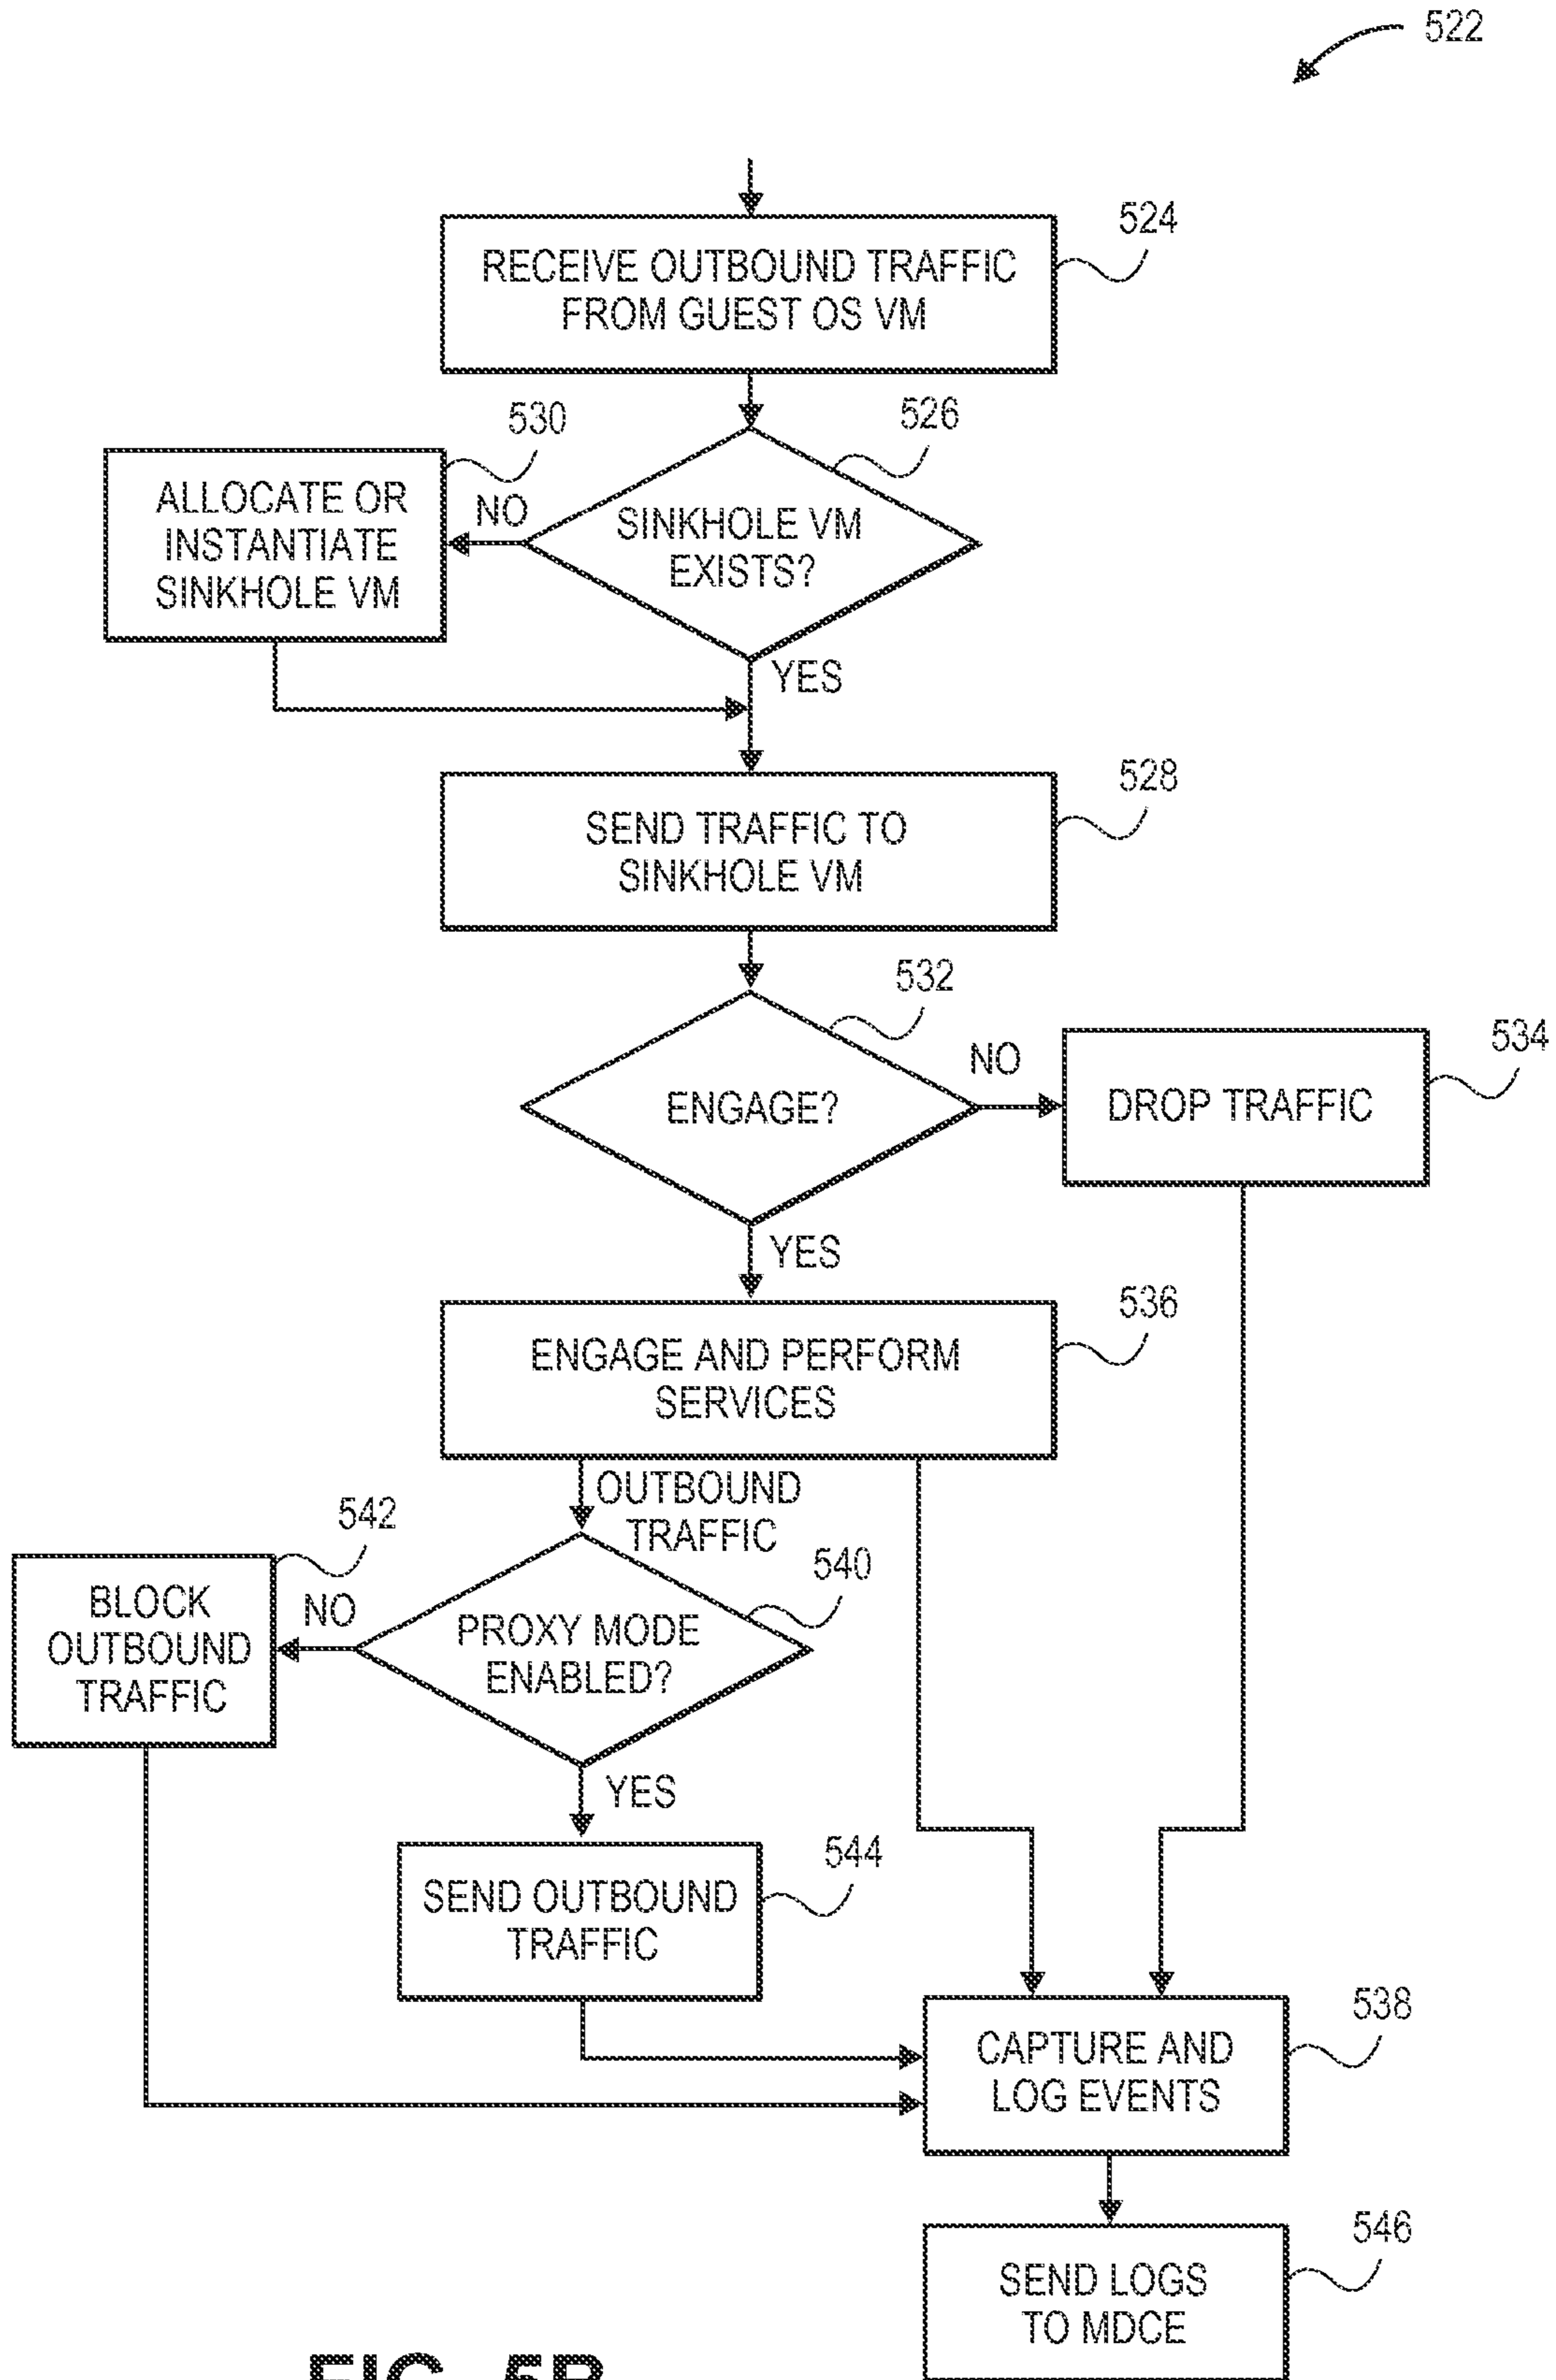 522
RECEIVE OUTBOUND TRAFFIC
FROM GUEST OS VM
524
530
526
ALLOCATE OR
INSTANTIATE
SINKHOLE VM
NO
SINKHOLE VM
EXISTS?
YES
528
SEND TRAFFIC TO
SINKHOLE VM
532
NO
534
ENGAGE?
DROP TRAFFIC
YES
536
ENGAGE AND PERFORM
SERVICES
OUTBOUND
TRAFFIC
542
540
BLOCK
OUTBOUND
TRAFFIC
NO
PROXY MODE
ENABLED?
YES
544
SEND OUTBOUND
TRAFFIC
538
CAPTURE AND
LOG EVENTS
546
SEND LOGS
TO MDCE
FIG. 5B